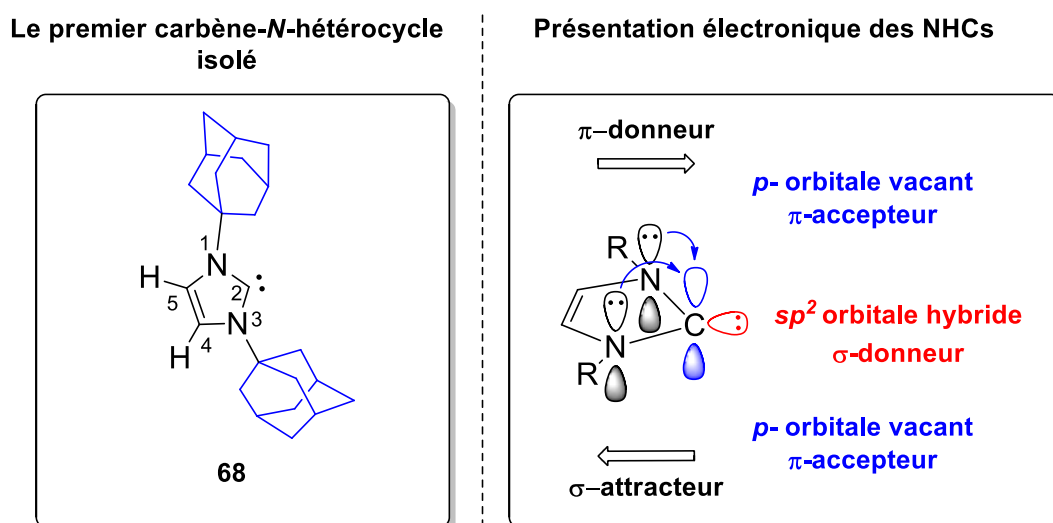 Le premier carbène-N-hétérocycle
isolé
1
N
H
5
2
:
N
3
4
H
68
Présentation électronique des NHCs
π–donneur
p- orbitale vacant
π-accepteur
R
N
N
C
R
sp² orbitale hybride
σ-donneur
p- orbitale vacant
π-accepteur
σ–attracteur